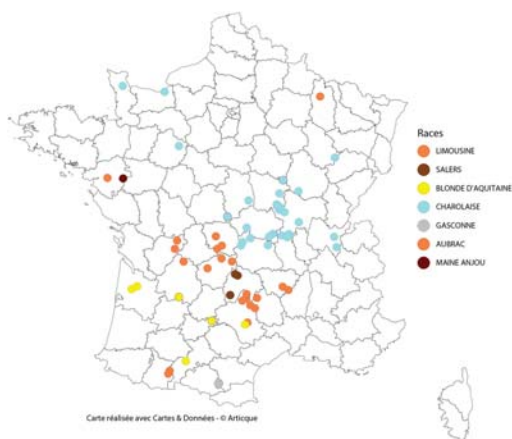 Races
LIMOUSINE
SALERS
BLONDE D'AQUITAINE
CHAROLAISE
GASCONNE
AUBRAC
MAINE ANJOU
Carte réalisée avec Cartes & Données - © Articque